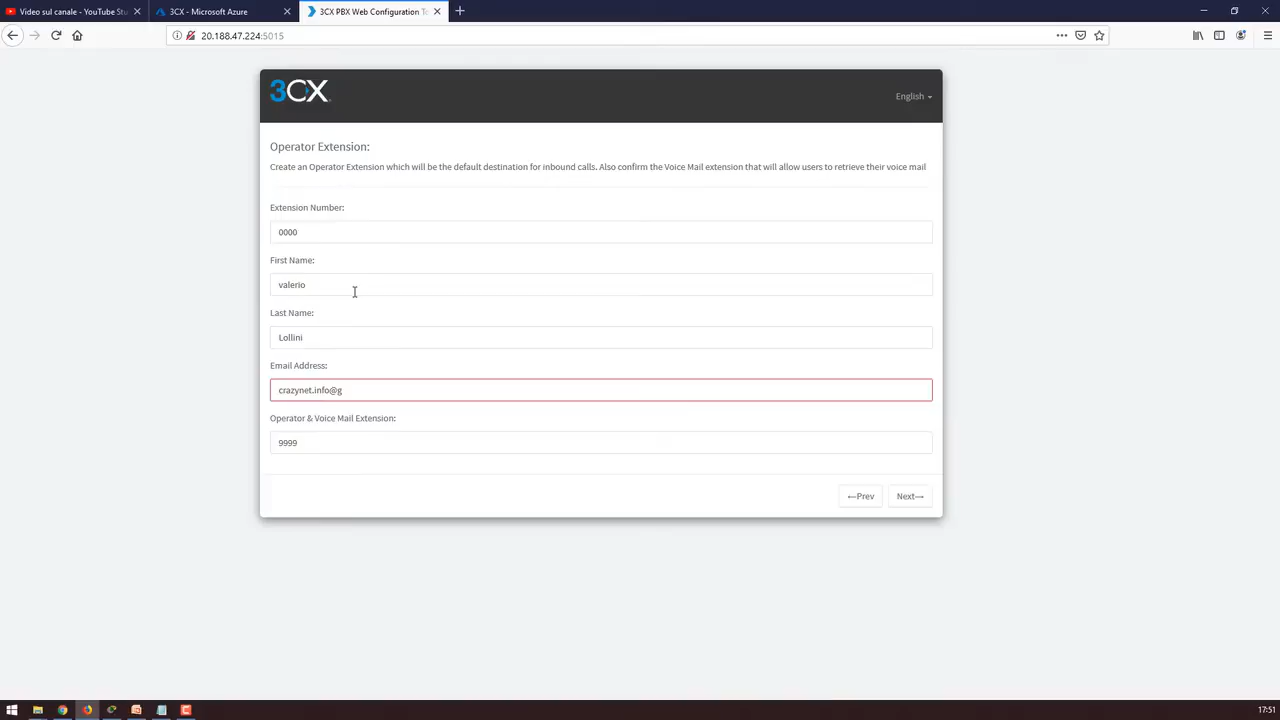 Video sul canale - YouTube Stu
3CX - Microsoft Azure
3CX PBX Web Configuration To
20.188.47.224:5015
3CX
English
Operator Extension:
Create an Operator Extension which will be the default destination for inbound calls. Also confirm the Voice Mail extension that will allow users to retrieve their voice mail
Extension Number:
0000
First Name:
valerio
Last Name:
Lollini
Email Address:
crazynet.info@g
Operator & Voice Mail Extension:
9999
←Prev
Next→
17:51